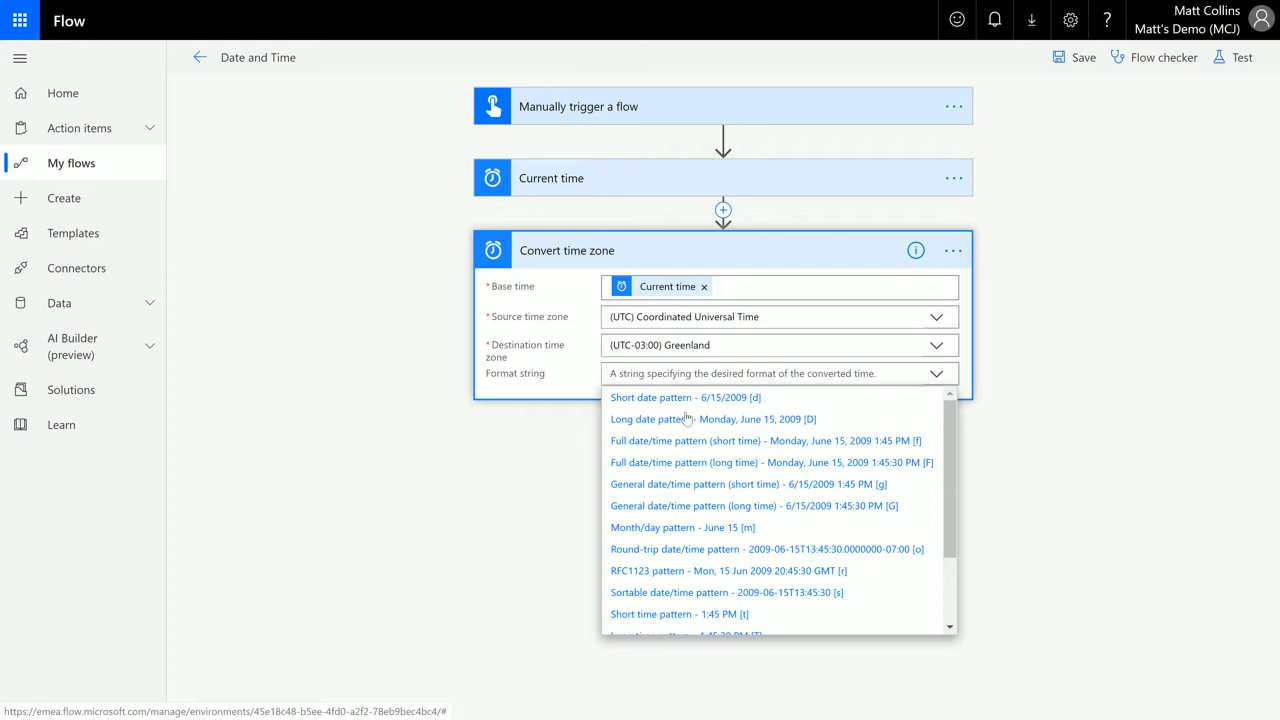 Flow
Matt Collins
Matt's Demo (MCJ)
Date and Time
Save
Flow checker
Test
Home
Action items
My flows
Create
Templates
Connectors
Data
AI Builder
(preview)
Solutions
Learn
Manually trigger a flow
Current time
Convert time zone
* Base time
Current time ×
* Source time zone
(UTC) Coordinated Universal Time
* Destination time
zone
(UTC-03:00) Greenland
Format string
A string specifying the desired format of the converted time.
Short date pattern - 6/15/2009 [d]
Long date pattern - Monday, June 15, 2009 [D]
Full date/time pattern (short time) - Monday, June 15, 2009 1:45 PM [f]
Full date/time pattern (long time) - Monday, June 15, 2009 1:45:30 PM [F]
General date/time pattern (short time) - 6/15/2009 1:45 PM [g]
General date/time pattern (long time) - 6/15/2009 1:45:30 PM [G]
Month/day pattern - June 15 [m]
Round-trip date/time pattern - 2009-06-15T13:45:30.0000000-07:00 [o]
RFC1123 pattern - Mon, 15 Jun 2009 20:45:30 GMT [r]
Sortable date/time pattern - 2009-06-15T13:45:30 [s]
Short time pattern - 1:45 PM [t]
Long time pattern - 1:45:30 PM [T]
https://emea.flow.microsoft.com/manage/environments/45e18c48-b5ee-4fd0-a2f2-78eb9bec4bc4/#